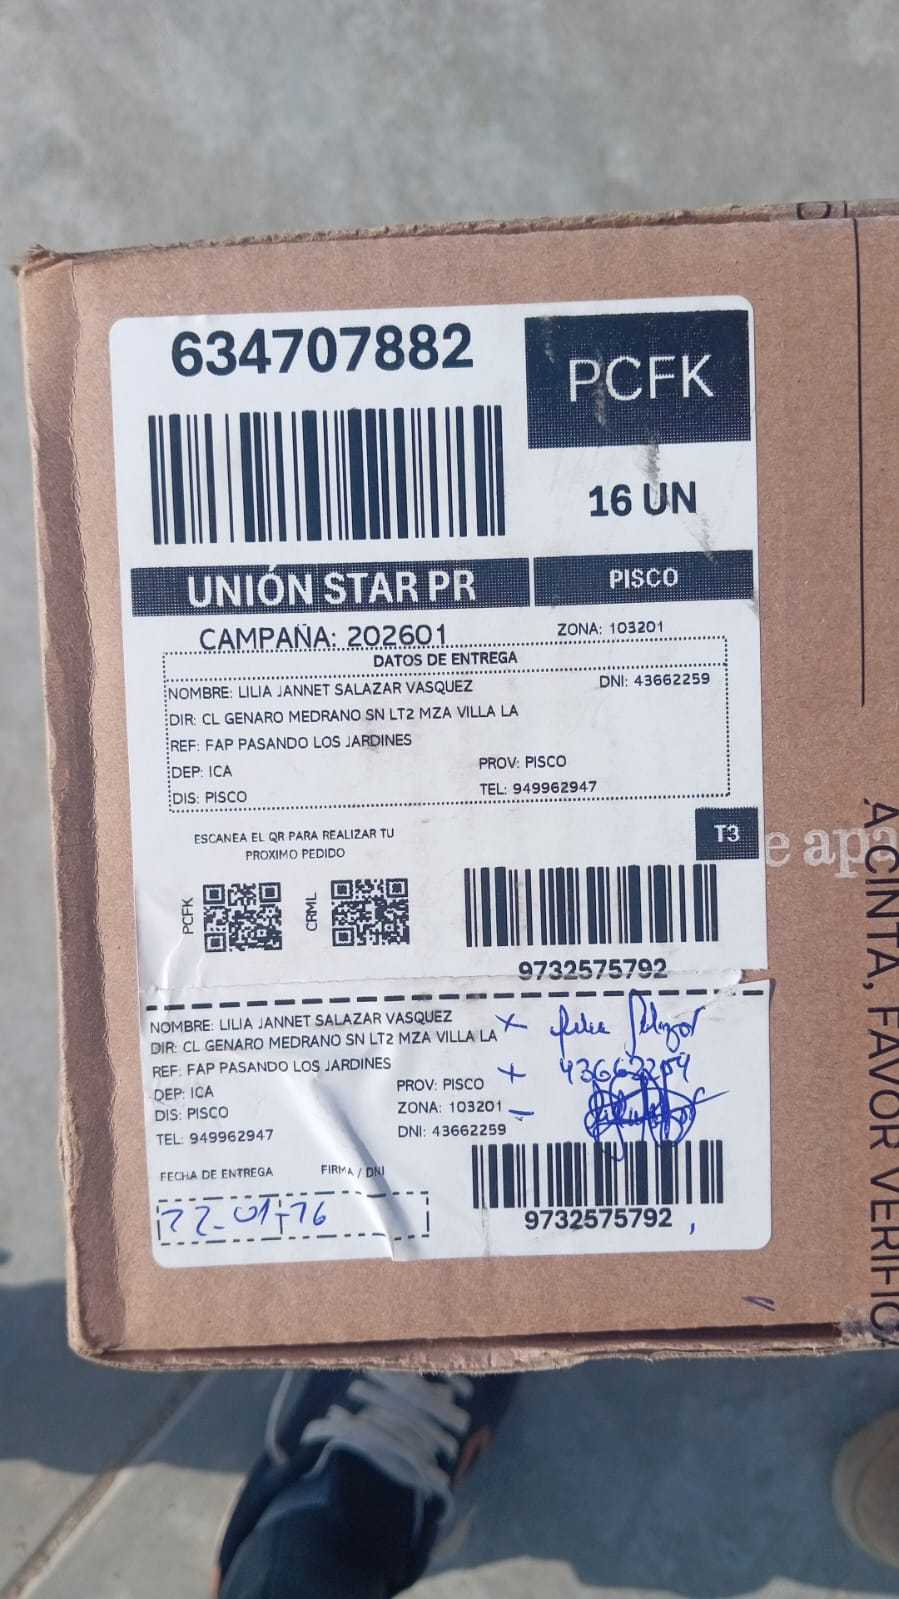 634707882
PCFK
16 UN
UNIÓN STAR PR
PISCO
CAMPAÑA: 202601
ZONA: 103201
DATOS DE ENTREGA
NOMBRE: LILIA JANNET SALAZAR VASQUEZ
DNI: 43662259
DIR: CL GENARO MEDRANO SN LT2 MZA VILLA LA
REF: FAP PASANDO LOS JARDINES
DEP: ICA
PROV: PISCO
DIS: PISCO
TEL: 949962947
T3
ESCANEA EL QR PARA REALIZAR TU
PROXIMO PEDIDO
PCFK
CRML
9732575792
NOMBRE: LILIA JANNET SALAZAR VASQUEZ
DIR: CL GENARO MEDRANO SN LT2 MZA VILLA LA
REF: FAP PASANDO LOS JARDINES
DEP: ICA
PROV: PISCO
DIS: PISCO
ZONA: 103201
TEL: 949962947
DNI: 43662259
FECHA DE ENTREGA
FIRMA / DNI
9732575792
A CINTA, FAVOR VERIFIC